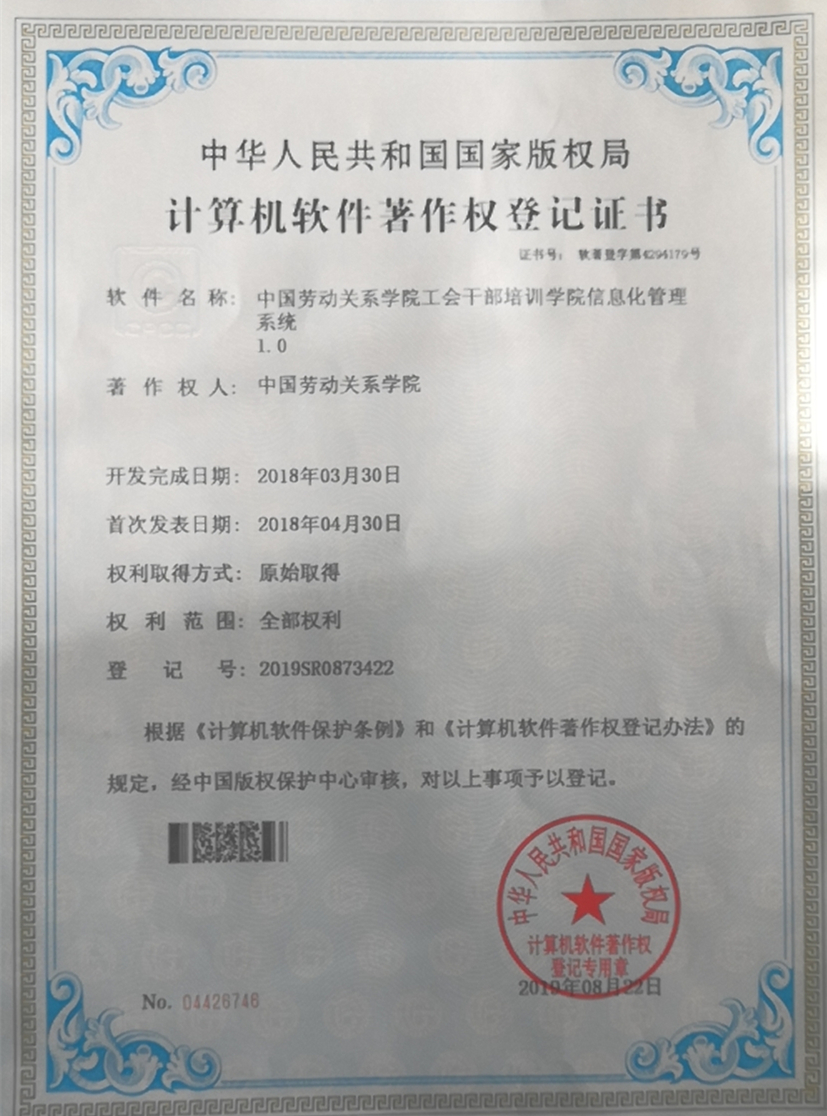 中华人民共和国国家版权局
计算机软件著作权登记证书
证书号： 软著登字第4294179号
软件名称： 中国劳动关系学院工会干部培训学院信息化管理
系统
1.0
著作权人： 中国劳动关系学院
开发完成日期： 2018年03月30日
首次发表日期： 2018年04月30日
权利取得方式： 原始取得
权利范围： 全部权利
登记号： 2019SR0873422
根据《计算机软件保护条例》和《计算机软件著作权登记办法》的
规定，经中国版权保护中心审核，对以上事项予以登记。
中华人民共和国国家版权局
计算机软件著作权
登记专用章
2019年08月22日
No. 04426746